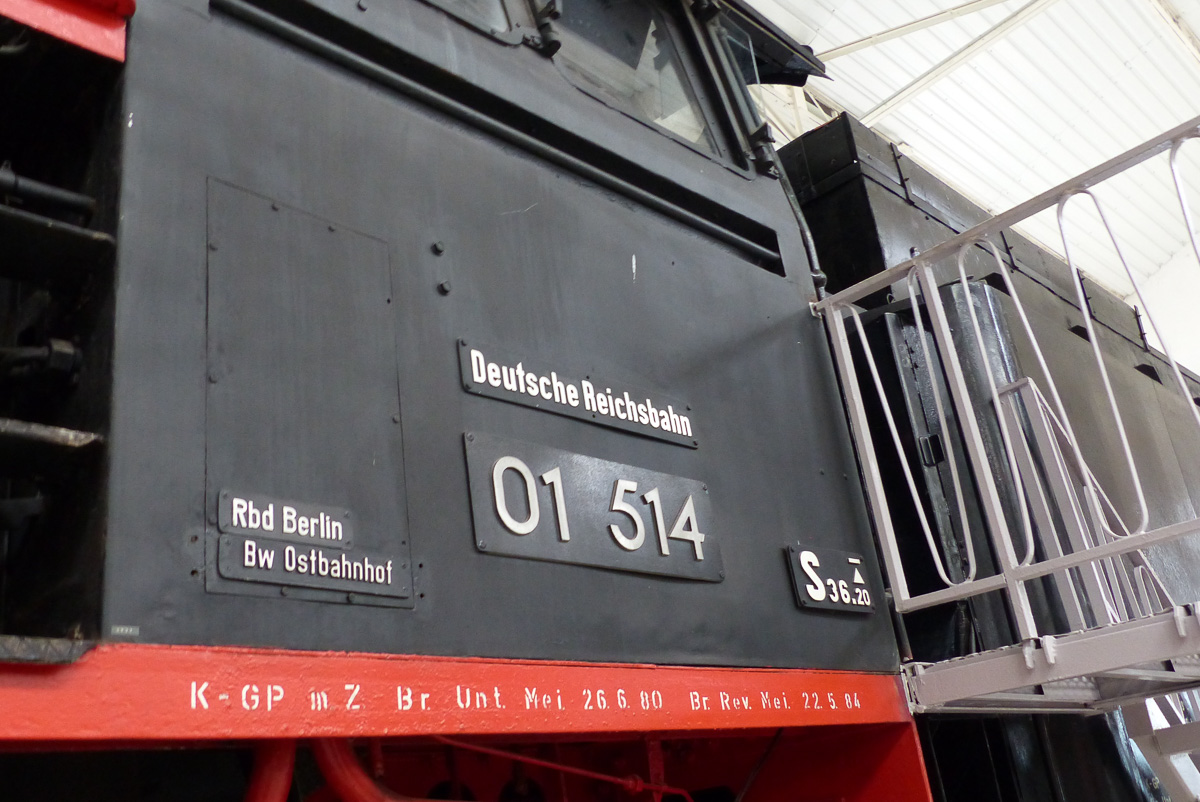 Deutsche Reichsbahn
01 514
Rbd Berlin
Bw Ostbahnhof
S 36.20
K-GP m Z Br. Unt. Mei. 26.6.80 Br. Rev. Mei. 22.5.84